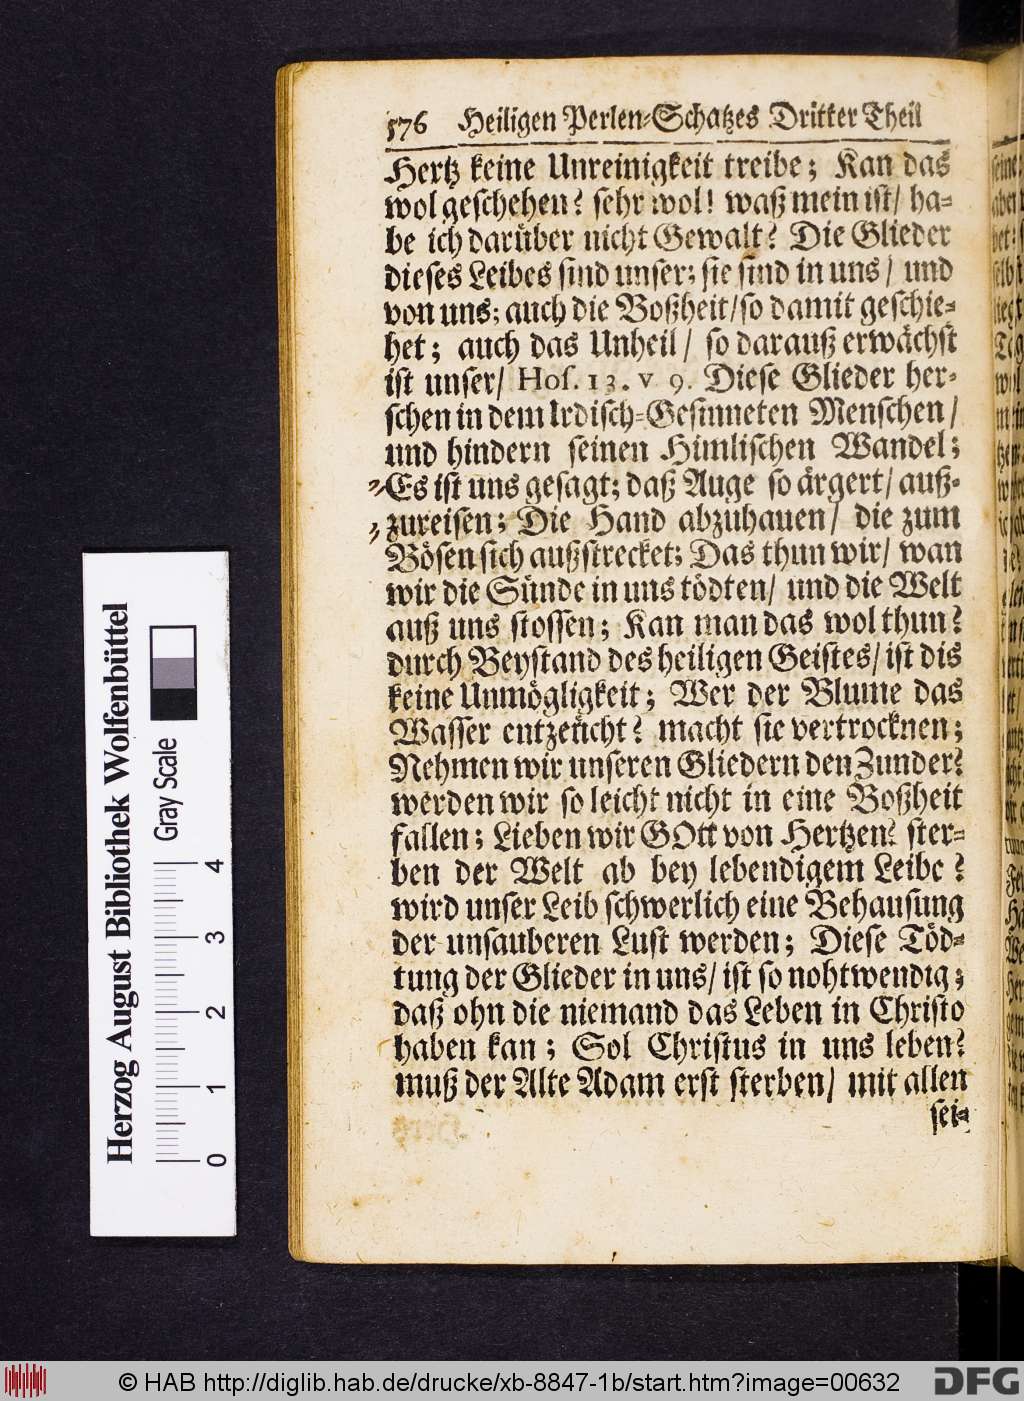 576 Heiligen Perlen-Schatzes Dritter Theil
Hertz keine Unreinigkeit treibe; Kan das
wol geschehen? sehr wol! waß mein ist/ ha-
be ich darüber nicht Gewalt? Die Glieder
dieses Leibes sind unser; sie sind in uns/ und
von uns; auch die Boßheit/ so damit geschie-
het; auch das Unheil/ so darauß erwächst
ist unser/ Hos. 13. v 9. Diese Glieder her-
schen in dem Irdisch-Gesinneten Menschen/
und hindern seinen Himlischen Wandel;
Es ist uns gesagt; daß Auge so ärgert/ auß-
zureisen; Die Hand abzuhauen/ die zum
Bösen sich außstrecket; Das thun wir/ wan
wir die Sünde in uns tödten/ und die Welt
auß uns stossen; Kan man das wol thun?
durch Beystand des heiligen Geistes/ ist dis
keine Unmögligkeit; Wer der Blume das
Wasser entzeücht? macht sie vertrocknen;
Nehmen wir unseren Gliedern den Zunder?
werden wir so leicht nicht in eine Boßheit
fallen; Lieben wir GOtt von Hertzen? ster-
ben der Welt ab bey lebendigem Leibe?
wird unser Leib schwerlich eine Behausung
der unsauberen Lust werden; Diese Töd-
tung der Glieder in uns/ ist so nohtwendig;
daß ohn die niemand das Leben in Christo
haben kan; Sol Christus in uns leben?
muß der Alte Adam erst sterben/ mit allen
sei-
Herzog August Bibliothek Wolfenbüttel
Gray Scale
0 1 2 3 4
© HAB http://diglib.hab.de/drucke/xb-8847-1b/start.htm?image=00632
DFG